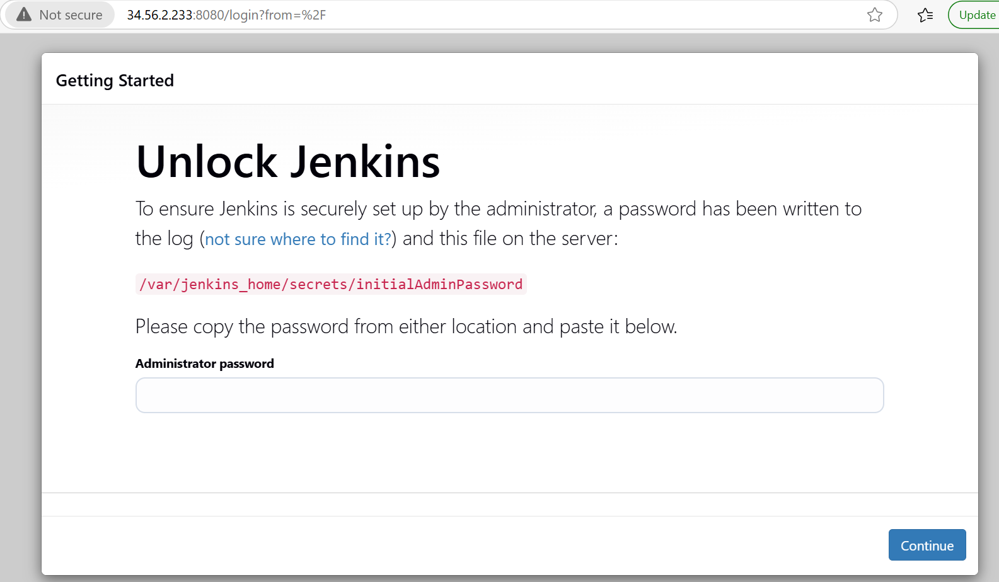 Not secure 34.56.2.233:8080/login?from=%2F Update
Getting Started
Unlock Jenkins
To ensure Jenkins is securely set up by the administrator, a password has been written to
the log (not sure where to find it?) and this file on the server:
/var/jenkins_home/secrets/initialAdminPassword
Please copy the password from either location and paste it below.
Administrator password
Continue